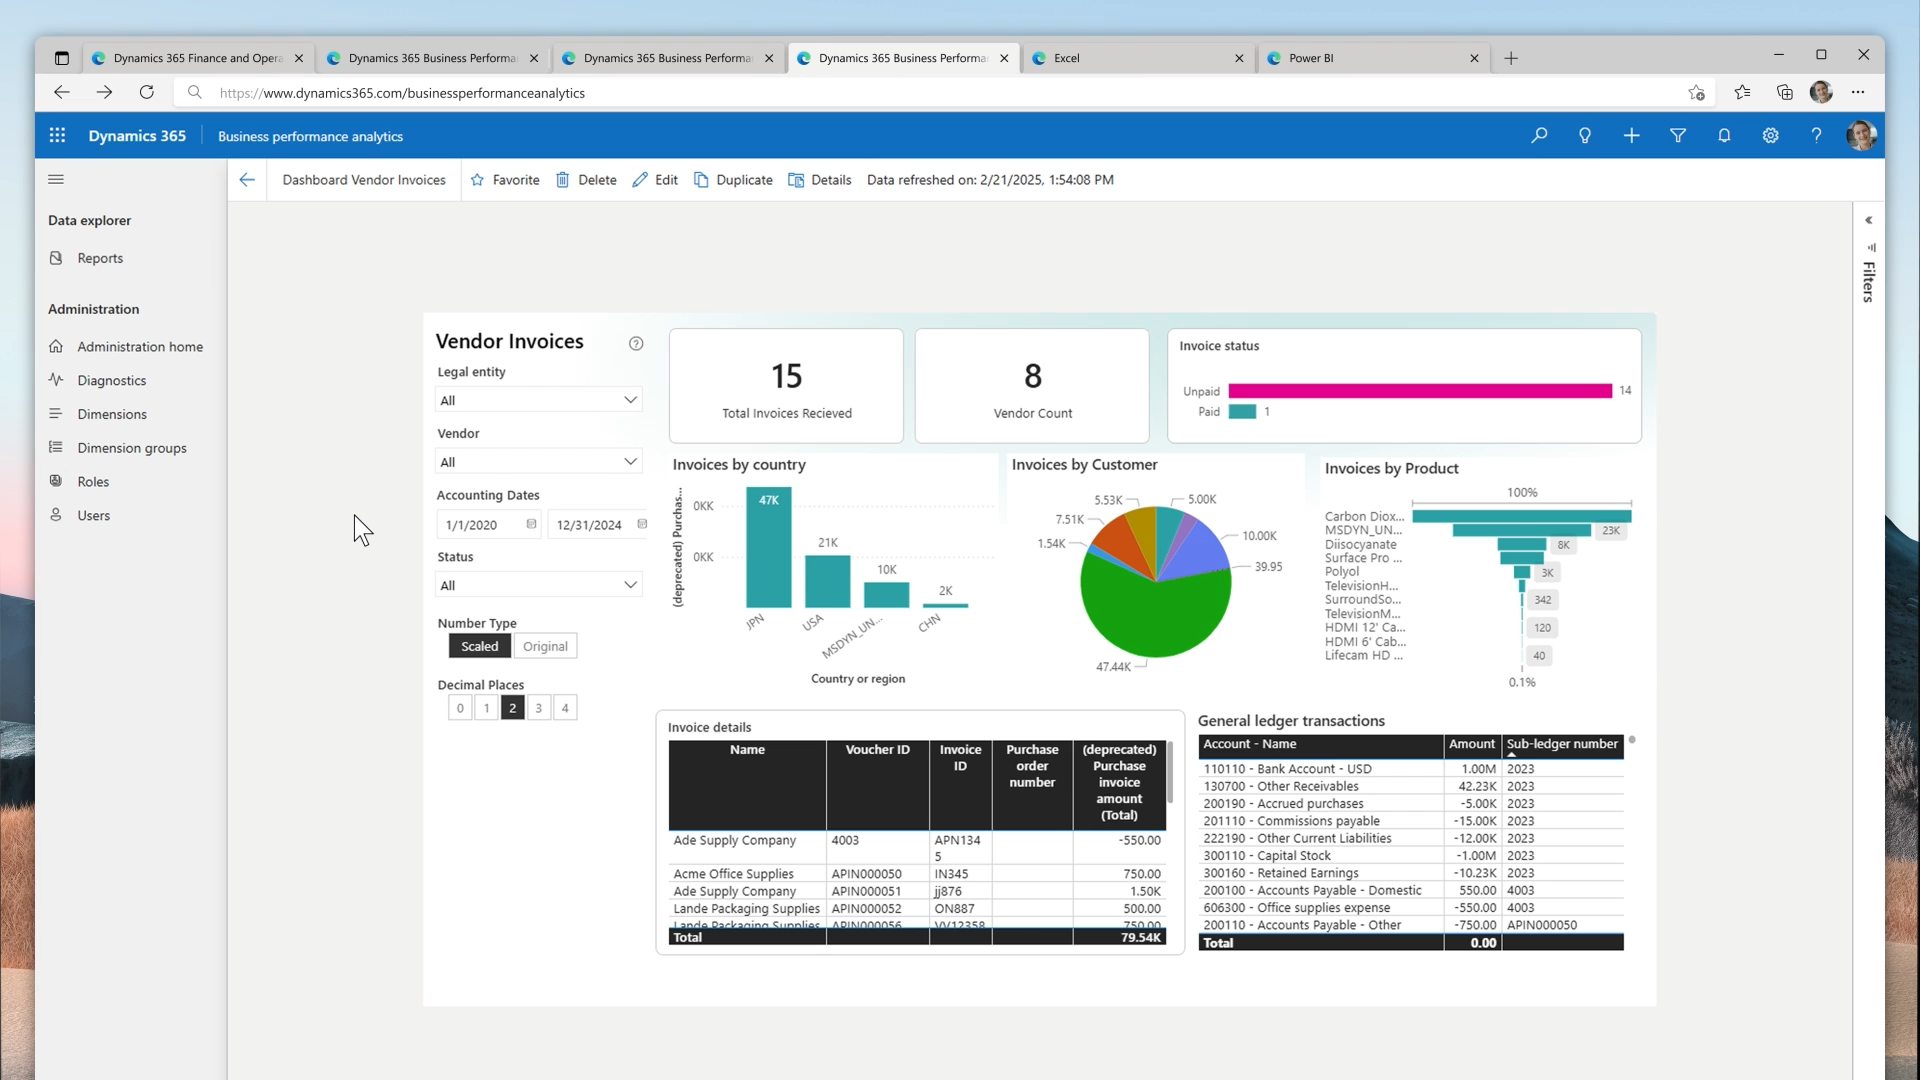 Dynamics 365 Finance and Opera
Dynamics 365 Business Performa
Dynamics 365 Business Performa
Dynamics 365 Business Performa
Excel
Power BI
https://www.dynamics365.com/businessperformanceanalytics
Dynamics 365
Business performance analytics
Dashboard Vendor Invoices
Favorite
Delete
Edit
Duplicate
Details
Data refreshed on: 2/21/2025, 1:54:08 PM
Data explorer
Reports
Administration
Administration home
Diagnostics
Dimensions
Dimension groups
Roles
Users
Filters
Vendor Invoices
Legal entity
All
Vendor
All
Accounting Dates
1/1/2020
12/31/2024
Status
All
Number Type
Scaled
Original
Decimal Places
0 1 2 3 4
15
Total Invoices Recieved
8
Vendor Count
Invoice status
Unpaid 14
Paid 1
Invoices by country
(deprecated) Purchas...
0KK
0KK
47K
21K
10K
2K
JPN
USA
MSDYN_UN...
CHN
Country or region
Invoices by Customer
5.53K
5.00K
7.51K
1.54K
10.00K
39.95
47.44K
Invoices by Product
100%
Carbon Diox...
MSDYN_UN... 23K
Diisocyanate 8K
Surface Pro ...
Polyol 3K
TelevisionH...
SurroundSo... 342
TelevisionM...
HDMI 12' Ca... 120
HDMI 6' Cab...
Lifecam HD ... 40
0.1%
Invoice details
Name
Voucher ID
Invoice
ID
Purchase
order
number
(deprecated)
Purchase
invoice
amount
(Total)
Ade Supply Company 4003 APN134 -550.00
5
Acme Office Supplies APIN000050 IN345 750.00
Ade Supply Company APIN000051 jj876 1.50K
Lande Packaging Supplies APIN000052 ON887 500.00
Lande Packaging Supplies APIN000056 VV12358 750.00
Total 79.54K
General ledger transactions
Account - Name Amount Sub-ledger number
110110 - Bank Account - USD 1.00M 2023
130700 - Other Receivables 42.23K 2023
200190 - Accrued purchases -5.00K 2023
201110 - Commissions payable -15.00K 2023
222190 - Other Current Liabilities -12.00K 2023
300110 - Capital Stock -1.00M 2023
300160 - Retained Earnings -10.23K 2023
200100 - Accounts Payable - Domestic 550.00 4003
606300 - Office supplies expense -550.00 4003
200110 - Accounts Payable - Other -750.00 APIN000050
Total 0.00